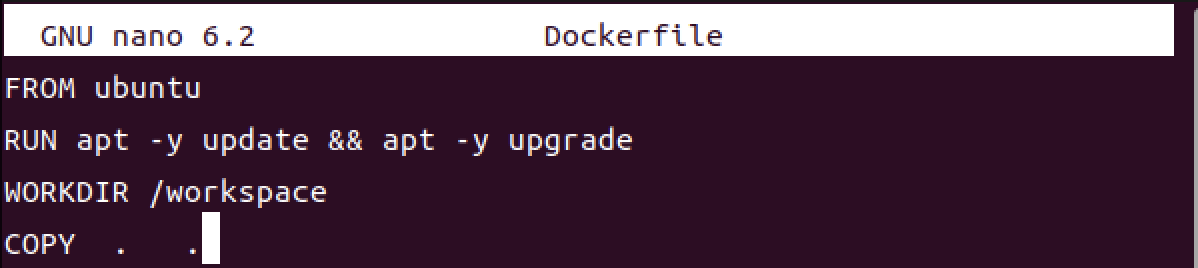 GNU nano 6.2 Dockerfile
FROM ubuntu
RUN apt -y update && apt -y upgrade
WORKDIR /workspace
COPY . .